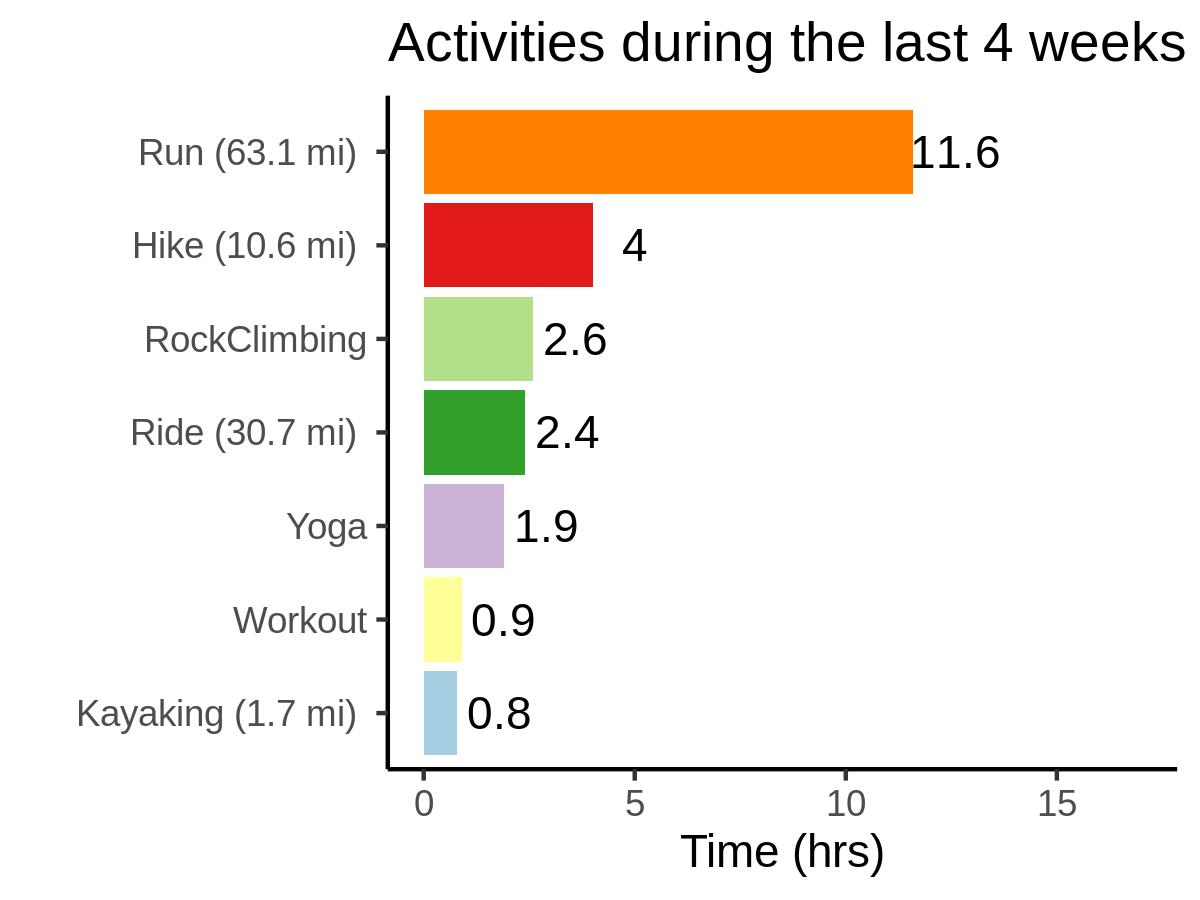 Activities during the last 4 weeks
Run (63.1 mi) 11.6
Hike (10.6 mi) 4
RockClimbing 2.6
Ride (30.7 mi) 2.4
Yoga 1.9
Workout 0.9
Kayaking (1.7 mi) 0.8
0 5 10 15
Time (hrs)